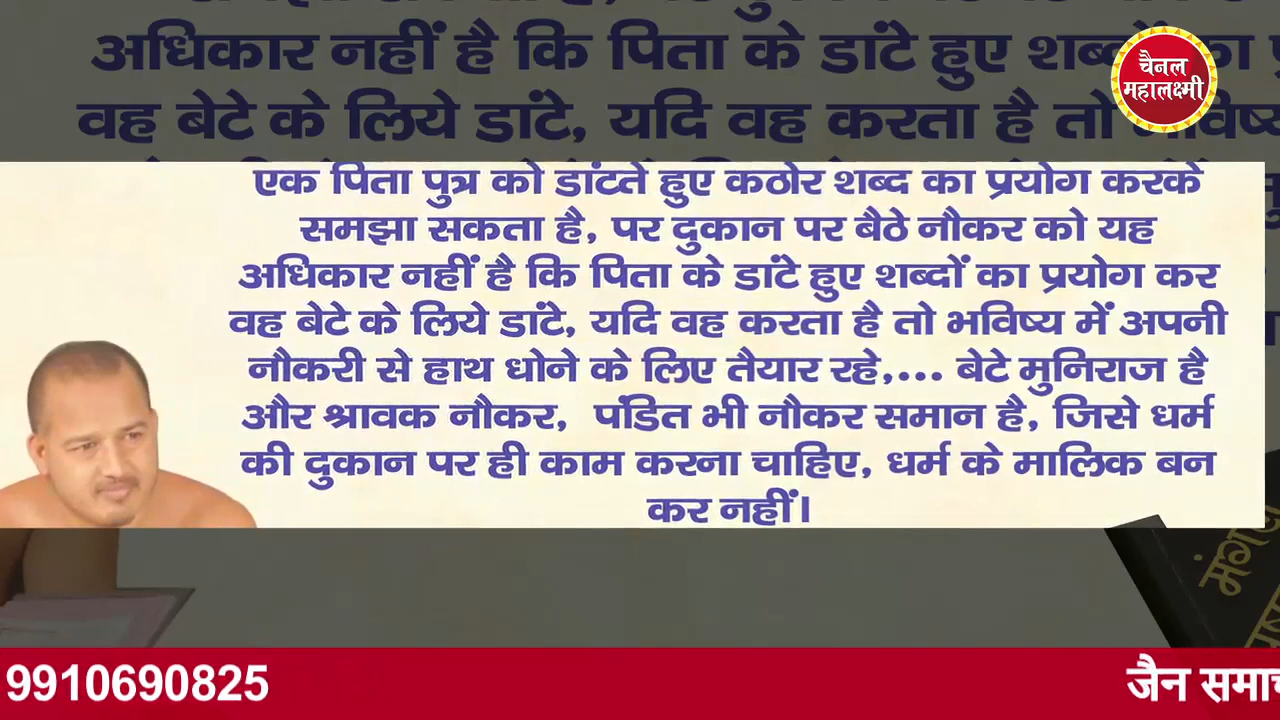 अधिकार नहीं है कि पिता के डांटे हुए शब्दों का
वह बेटे के लिये डांटे, यदि वह करता है तो भविष्य
चैनल
महालक्ष्मी
एक पिता पुत्र को डांटते हुए कठोर शब्द का प्रयोग करके
समझा सकता है, पर दुकान पर बैठे नौकर को यह
अधिकार नहीं है कि पिता के डांटे हुए शब्दों का प्रयोग कर
वह बेटे के लिये डांटे, यदि वह करता है तो भविष्य में अपनी
नौकरी से हाथ धोने के लिए तैयार रहे,... बेटे मुनिराज है
और श्रावक नौकर, पंडित भी नौकर समान है, जिसे धर्म
की दुकान पर ही काम करना चाहिए, धर्म के मालिक बन
कर नहीं।
9910690825
जैन